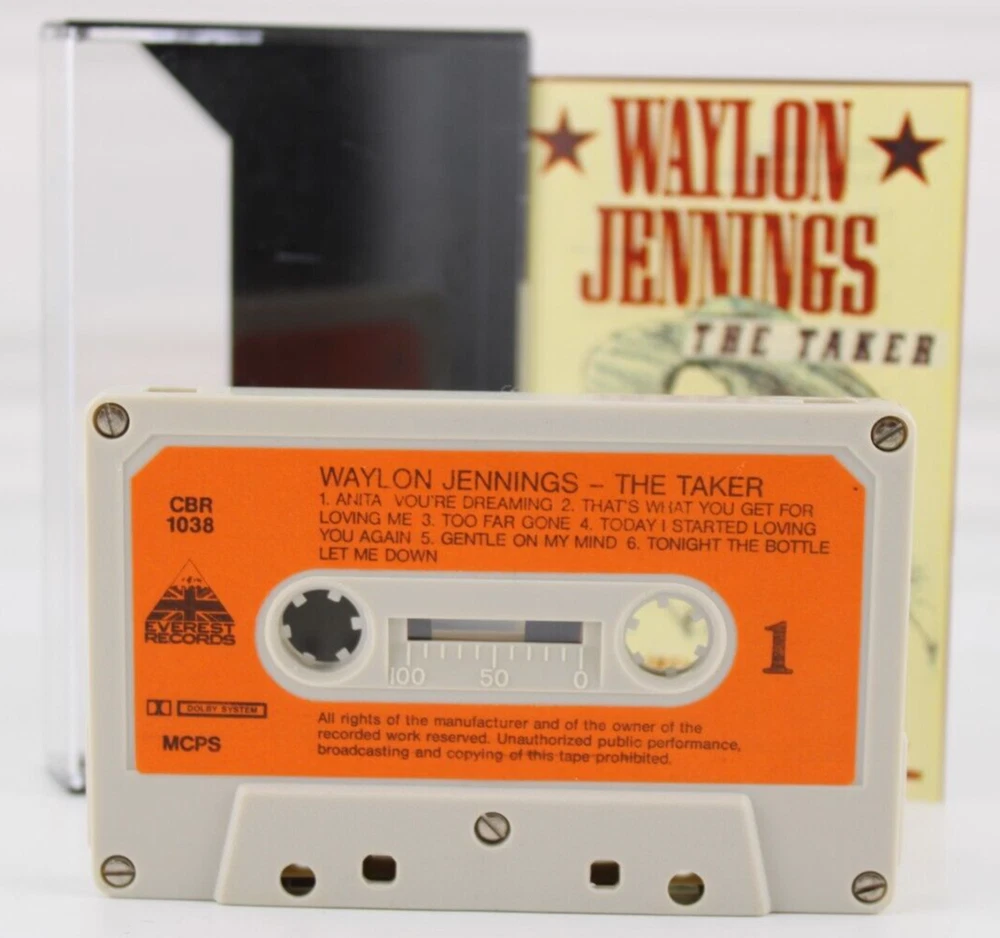 WAYLON
JENNINGS
THE TAKER
WAYLON JENNINGS – THE TAKER
1. ANITA YOU'RE DREAMING 2. THAT'S WHAT YOU GET FOR
LOVING ME 3. TOO FAR GONE 4. TODAY I STARTED LOVING
YOU AGAIN 5. GENTLE ON MY MIND 6. TONIGHT THE BOTTLE
LET ME DOWN
CBR
1038
EVEREST
RECORDS
100 50 0
1
DOLBY SYSTEM
MCPS
All rights of the manufacturer and of the owner of the
recorded work reserved. Unauthorized public performance,
broadcasting and copying of this tape prohibited.